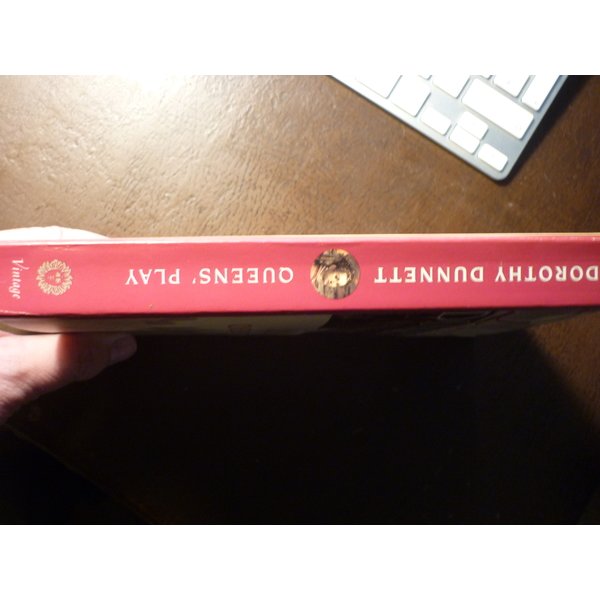 DOROTHY DUNNETT
QUEENS' PLAY
Vintage